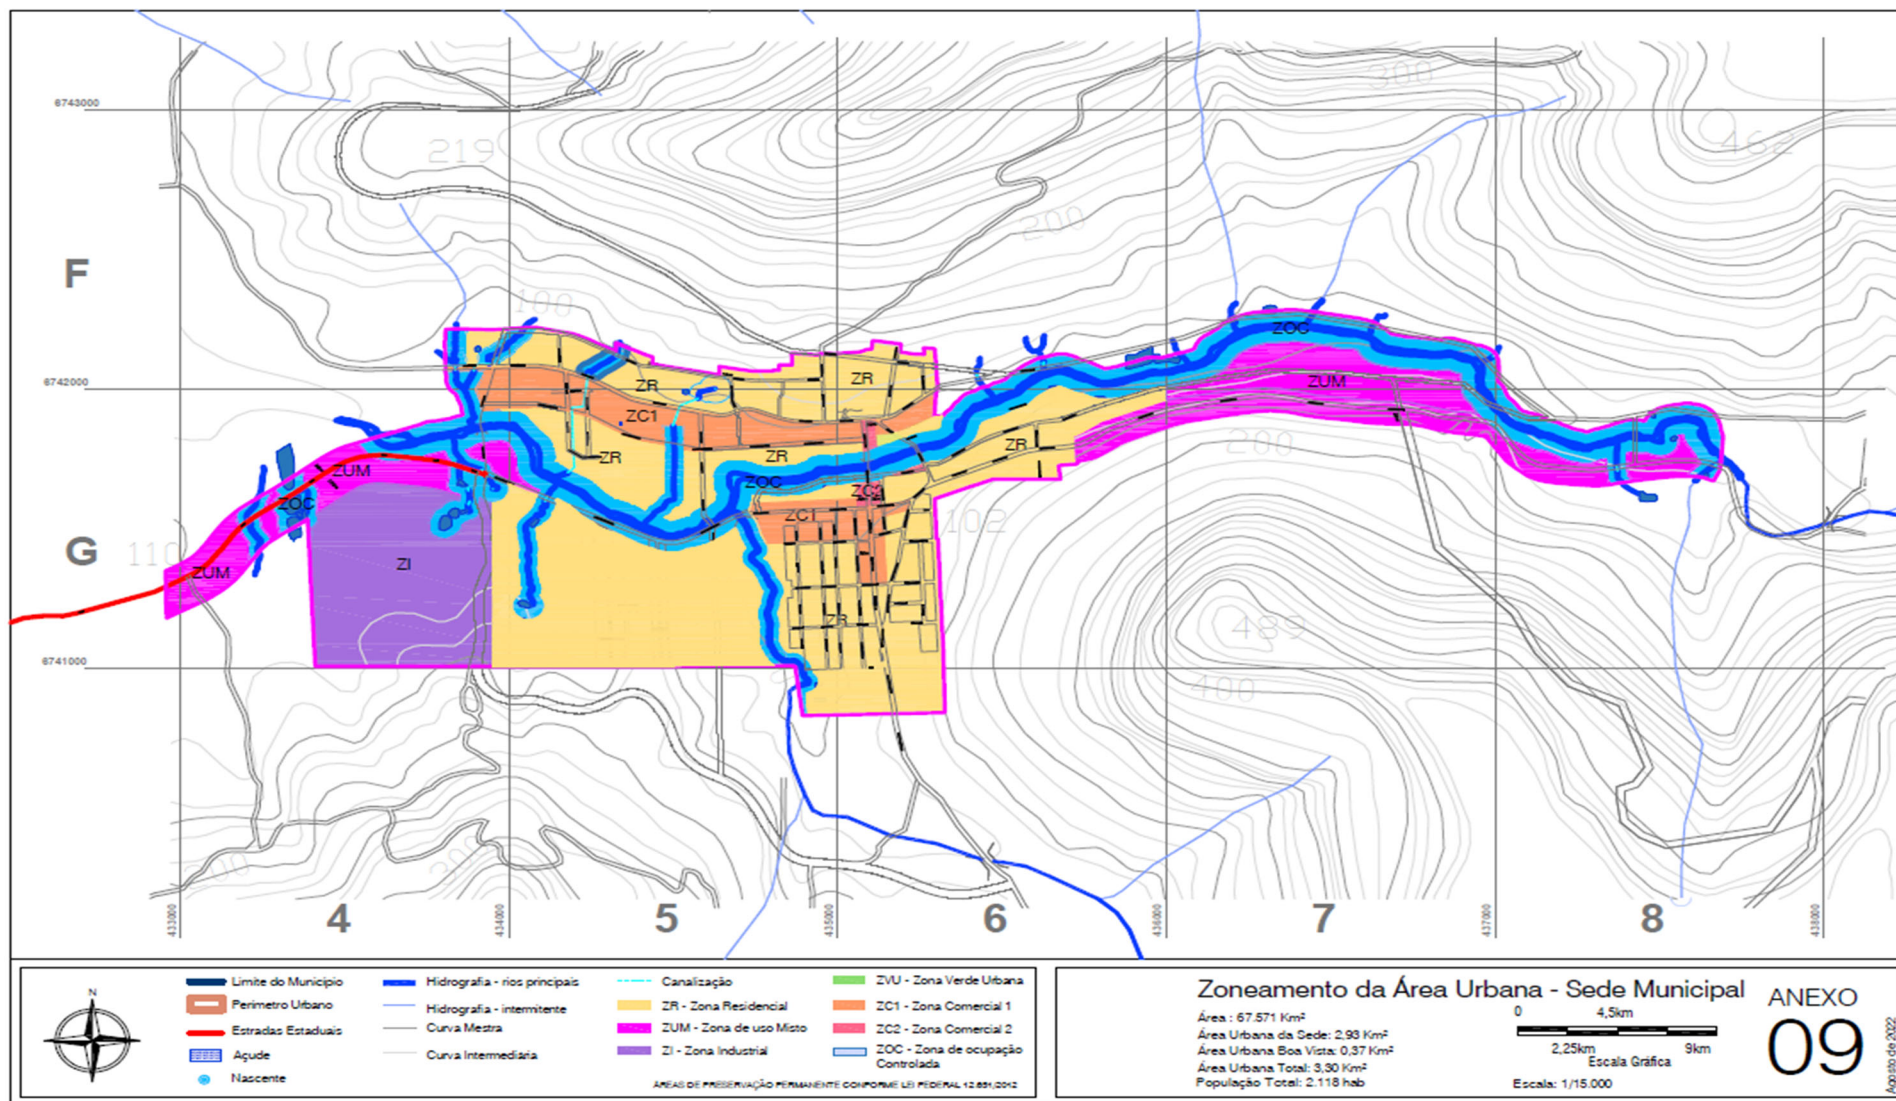 300
6743000
219
462
200
F
100
ZOC
6742000
ZR
ZR
ZUM
ZC1
ZR
ZR
ZR
200
ZUM
ZOC
ZC2
ZOC
ZC1
102
G
110
ZI
ZUM
ZR
489
6741000
400
433000
4
434000
5
435000
6
436000
7
437000
8
438000
N
Limite do Município
Perímetro Urbano
Estradas Estaduais
Açude
Nascente
Hidrografia - rios principais
Hidrografia - intermitente
Curva Mestra
Curva Intermediaria
Canalização
ZR - Zona Residencial
ZUM - Zona de uso Misto
ZI - Zona Industrial
ZVU - Zona Verde Urbana
ZC1 - Zona Comercial 1
ZC2 - Zona Comercial 2
ZOC - Zona de ocupação
Controlada
ÁREAS DE PRESERVAÇÃO PERMANENTE CONFORME LEI FEDERAL 12.651/2012
Zoneamento da Área Urbana - Sede Municipal
Área : 67.571 Km²
Área Urbana da Sede: 2,93 Km²
Área Urbana Boa Vista: 0,37 Km²
Área Urbana Total: 3,30 Km²
População Total: 2.118 hab
0 4,5km
2,25km 9km
Escala Gráfica
Escala: 1/15.000
ANEXO
09
Agosto de 2022